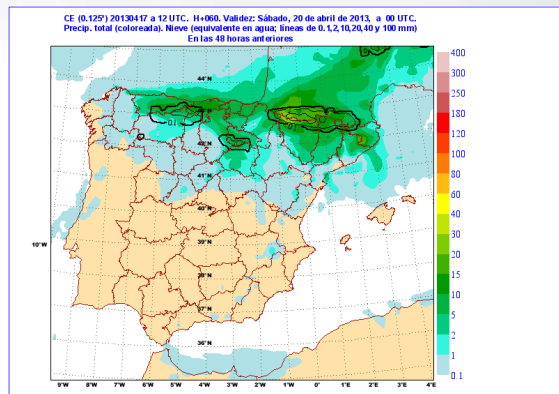 CE (0.125°) 20130417 a 12 UTC. H+060. Validez: Sábado, 20 de abril de 2013, a 00 UTC.
Precip. total (coloreada). Nieve (equivalente en agua; líneas de 0.1,2,10,20,40 y 100 mm)
En las 48 horas anteriores
400
300
250
180
120
100
80
60
40
30
20
15
10
5
2
1
0.1
44°N
0.1
42°N
41°N
40°N
10°W
39°N
38°N
37°N
36°N
9°W 8°W 7°W 6°W 5°W 4°W 3°W 2°W 1°W 0° 1°E 2°E 3°E 4°E